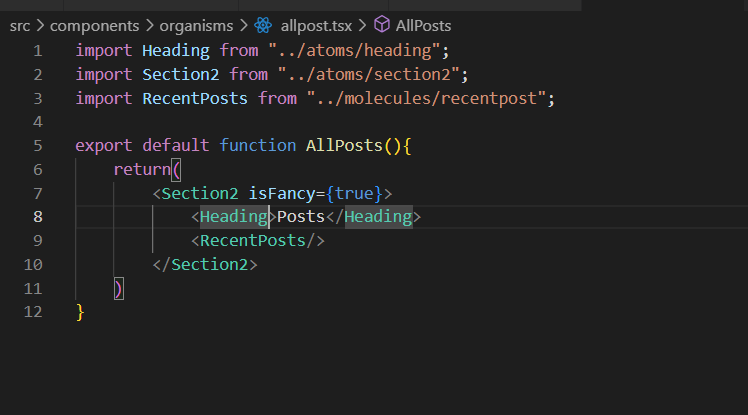 src > components > organisms > allpost.tsx > AllPosts
1 import Heading from "../atoms/heading";
2 import Section2 from "../atoms/section2";
3 import RecentPosts from "../molecules/recentpost";
4
5 export default function AllPosts(){
6 return(
7 <Section2 isFancy={true}>
8 <Heading>Posts</Heading>
9 <RecentPosts/>
10 </Section2>
11 )
12 }